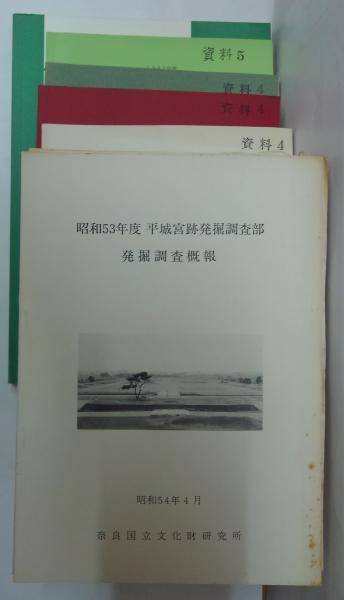 資料5
資料4
資料4
資料4
昭和53年度 平城宮跡発掘調査部
発掘調査概報
昭和54年4月
奈良国立文化財研究所